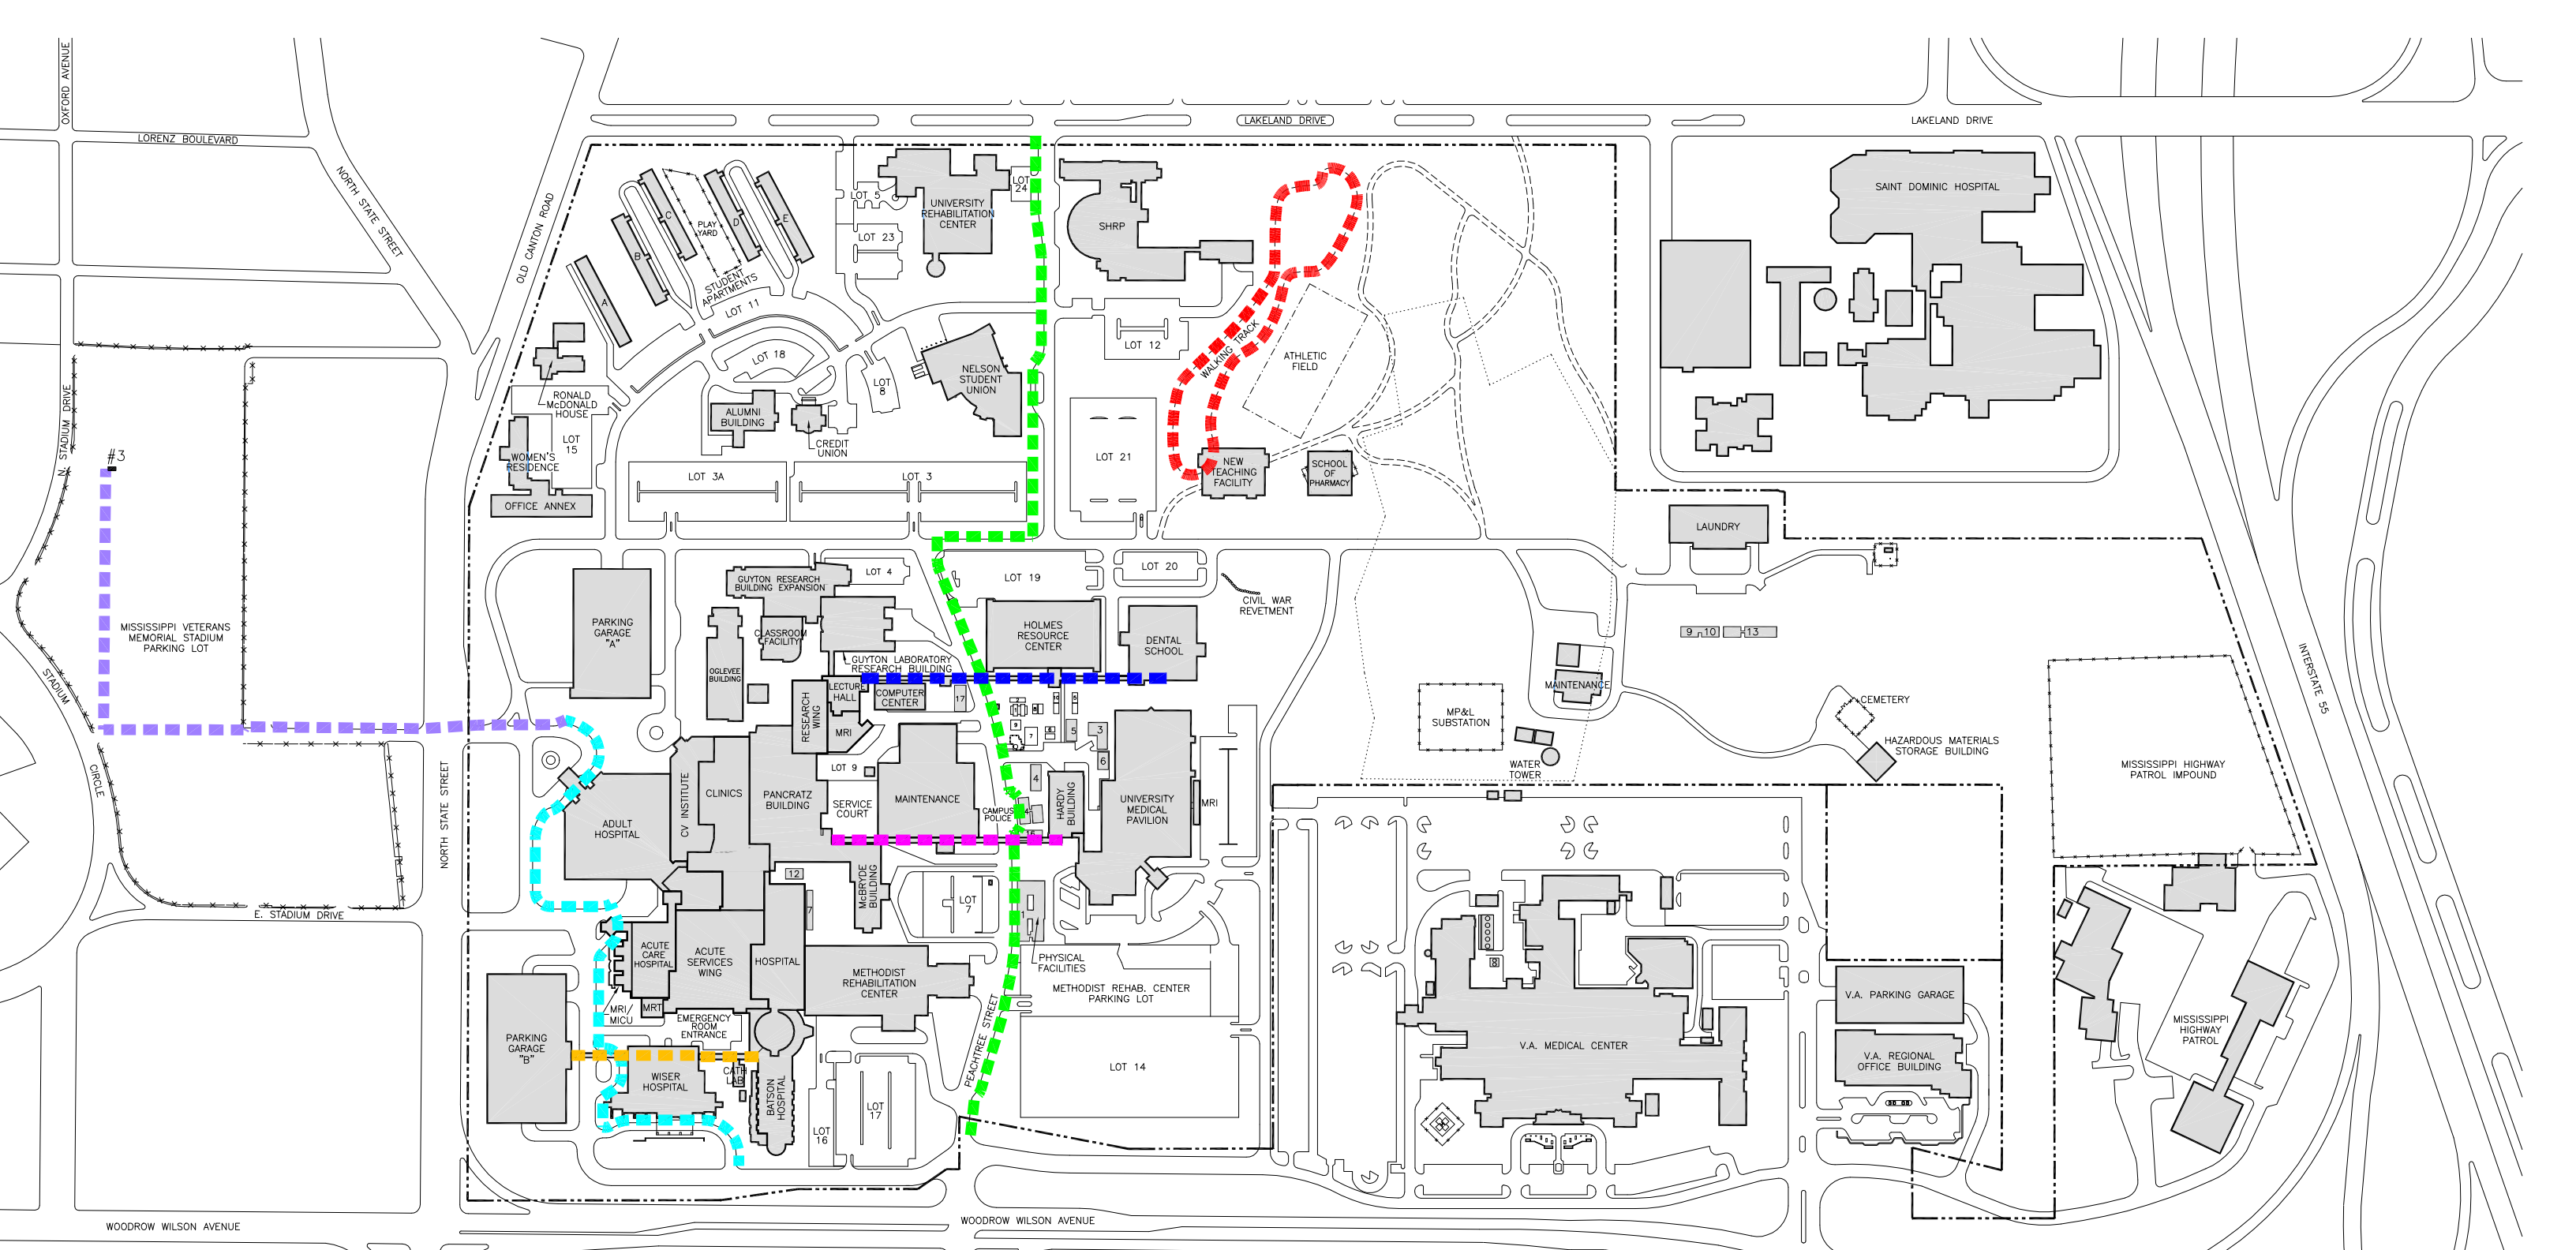 OXFORD AVENUE
LORENZ BOULEVARD
NORTH STATE STREET
OLD CANTON ROAD
LAKELAND DRIVE
LAKELAND DRIVE
SAINT DOMINIC HOSPITAL
LOT 5
UNIVERSITY
REHABILITATION
CENTER
LOT
24
LOT 23
SHRP
A
B
C
D
E
PLAY
YARD
STUDENT
APARTMENTS
LOT 11
LOT 18
LOT
8
LOT 12
WALKING TRACK
ATHLETIC
FIELD
NELSON
STUDENT
UNION
RONALD
McDONALD
HOUSE
ALUMNI
BUILDING
CREDIT
UNION
LOT
15
WOMEN'S
RESIDENCE
OFFICE ANNEX
LOT 3A
LOT 3
LOT 21
NEW
TEACHING
FACILITY
SCHOOL
OF
PHARMACY
N. STADIUM DRIVE
#3
MISSISSIPPI VETERANS
MEMORIAL STADIUM
PARKING LOT
STADIUM
CIRCLE
E. STADIUM DRIVE
NORTH STATE STREET
LAUNDRY
PARKING
GARAGE
"A"
GUYTON RESEARCH
BUILDING EXPANSION
LOT 4
LOT 19
LOT 20
CIVIL WAR
REVETMENT
CLASSROOM
FACILITY
HOLMES
RESOURCE
CENTER
DENTAL
SCHOOL
9
10
13
OGLEVEE
BUILDING
GUYTON LABORATORY
RESEARCH BUILDING
LECTURE
HALL
COMPUTER
CENTER
17
RESEARCH
WING
MRI
MAINTENANCE
MP&L
SUBSTATION
WATER
TOWER
CEMETERY
HAZARDOUS MATERIALS
STORAGE BUILDING
INTERSTATE 55
MISSISSIPPI HIGHWAY
PATROL IMPOUND
5
3
6
4
CV INSTITUTE
CLINICS
PANCRATZ
BUILDING
LOT 9
SERVICE
COURT
MAINTENANCE
CAMPUS
POLICE
HARDY
BUILDING
UNIVERSITY
MEDICAL
PAVILION
MRI
ADULT
HOSPITAL
12
7
McBRYDE
BUILDING
LOT
7
1
PHYSICAL
FACILITIES
ACUTE
CARE
HOSPITAL
ACUTE
SERVICES
WING
HOSPITAL
METHODIST
REHABILITATION
CENTER
METHODIST REHAB. CENTER
PARKING LOT
MRI/
MICU
MRT
EMERGENCY
ROOM
ENTRANCE
PARKING
GARAGE
"B"
WISER
HOSPITAL
CATH
LAB
BATSON
HOSPITAL
LOT
16
LOT
17
PEACHTREE STREET
LOT 14
V.A. MEDICAL CENTER
V.A. PARKING GARAGE
V.A. REGIONAL
OFFICE BUILDING
MISSISSIPPI
HIGHWAY
PATROL
WOODROW WILSON AVENUE
WOODROW WILSON AVENUE